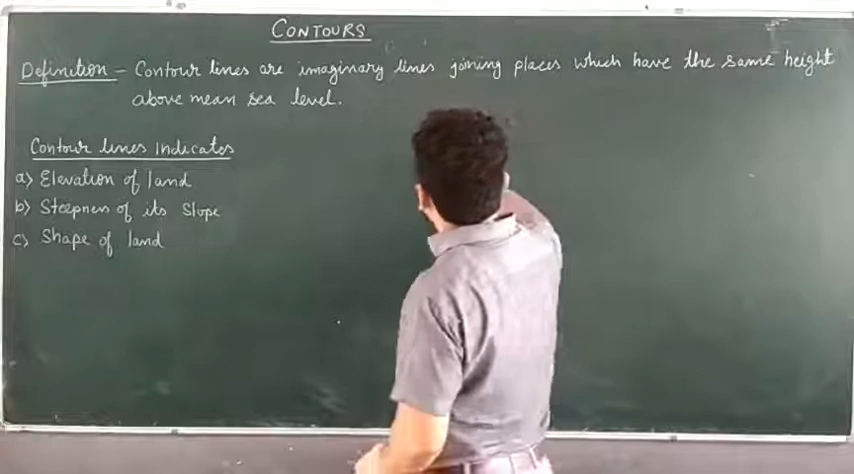 CONTOURS
Definition - Contour lines are imaginary lines joining places which have the same height
above mean sea level.
Contour lines Indicates
a) Elevation of land
b) Steepness of its Slope
c) Shape of land